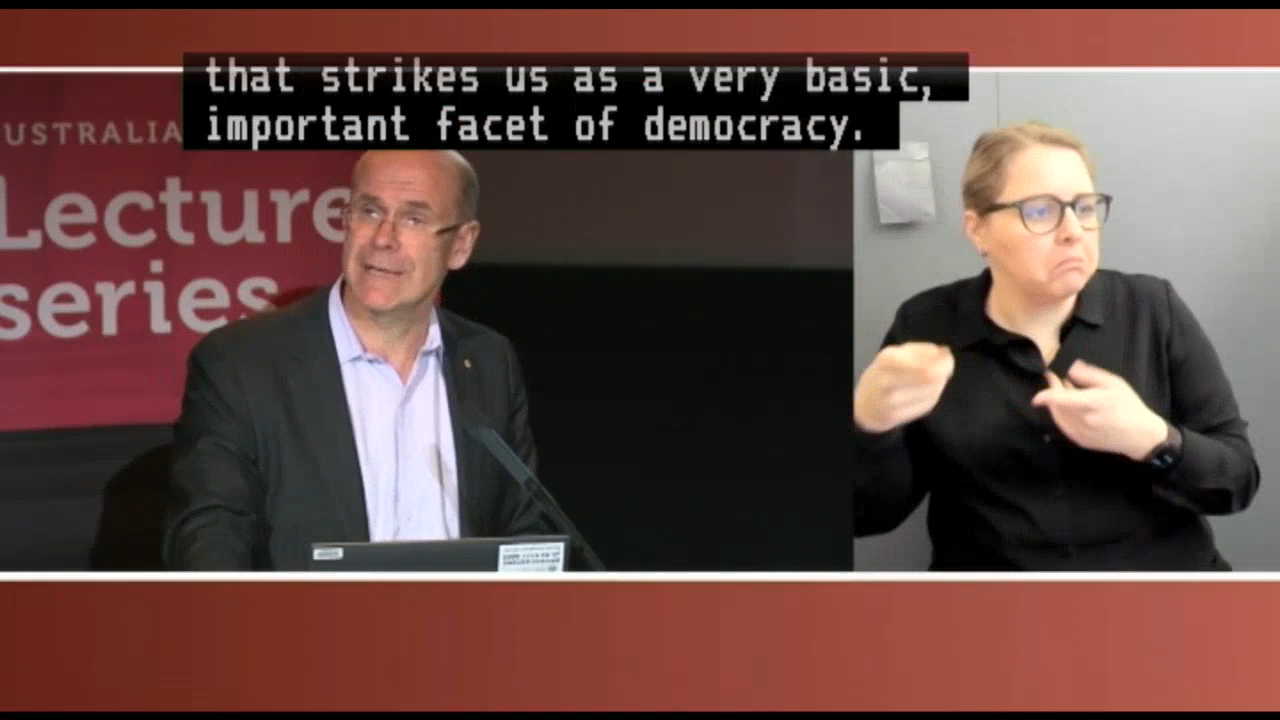 that strikes us as a very basic,
important facet of democracy.
USTRALIA
Lecture
series